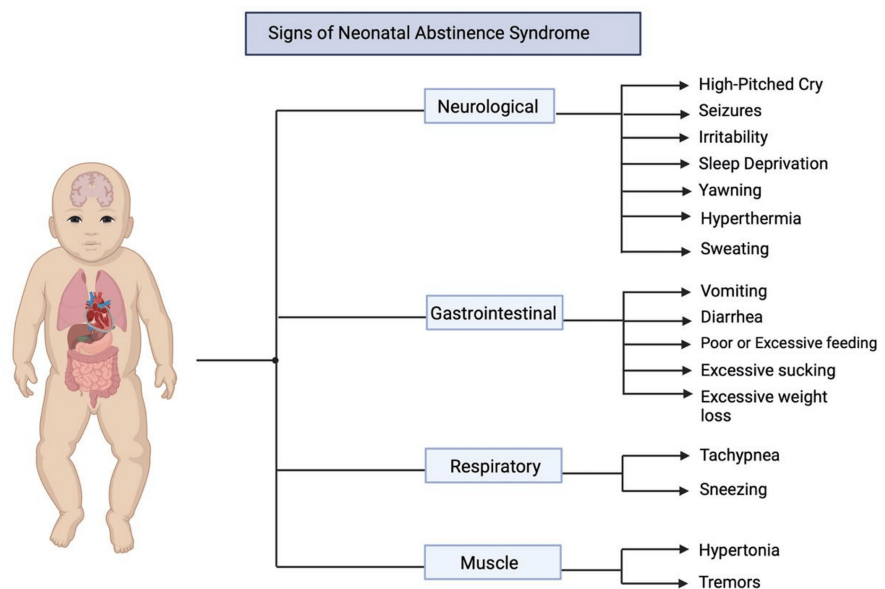 Signs of Neonatal Abstinence Syndrome
Neurological
High-Pitched Cry
Seizures
Irritability
Sleep Deprivation
Yawning
Hyperthermia
Sweating
Gastrointestinal
Vomiting
Diarrhea
Poor or Excessive feeding
Excessive sucking
Excessive weight
loss
Respiratory
Tachypnea
Sneezing
Muscle
Hypertonia
Tremors